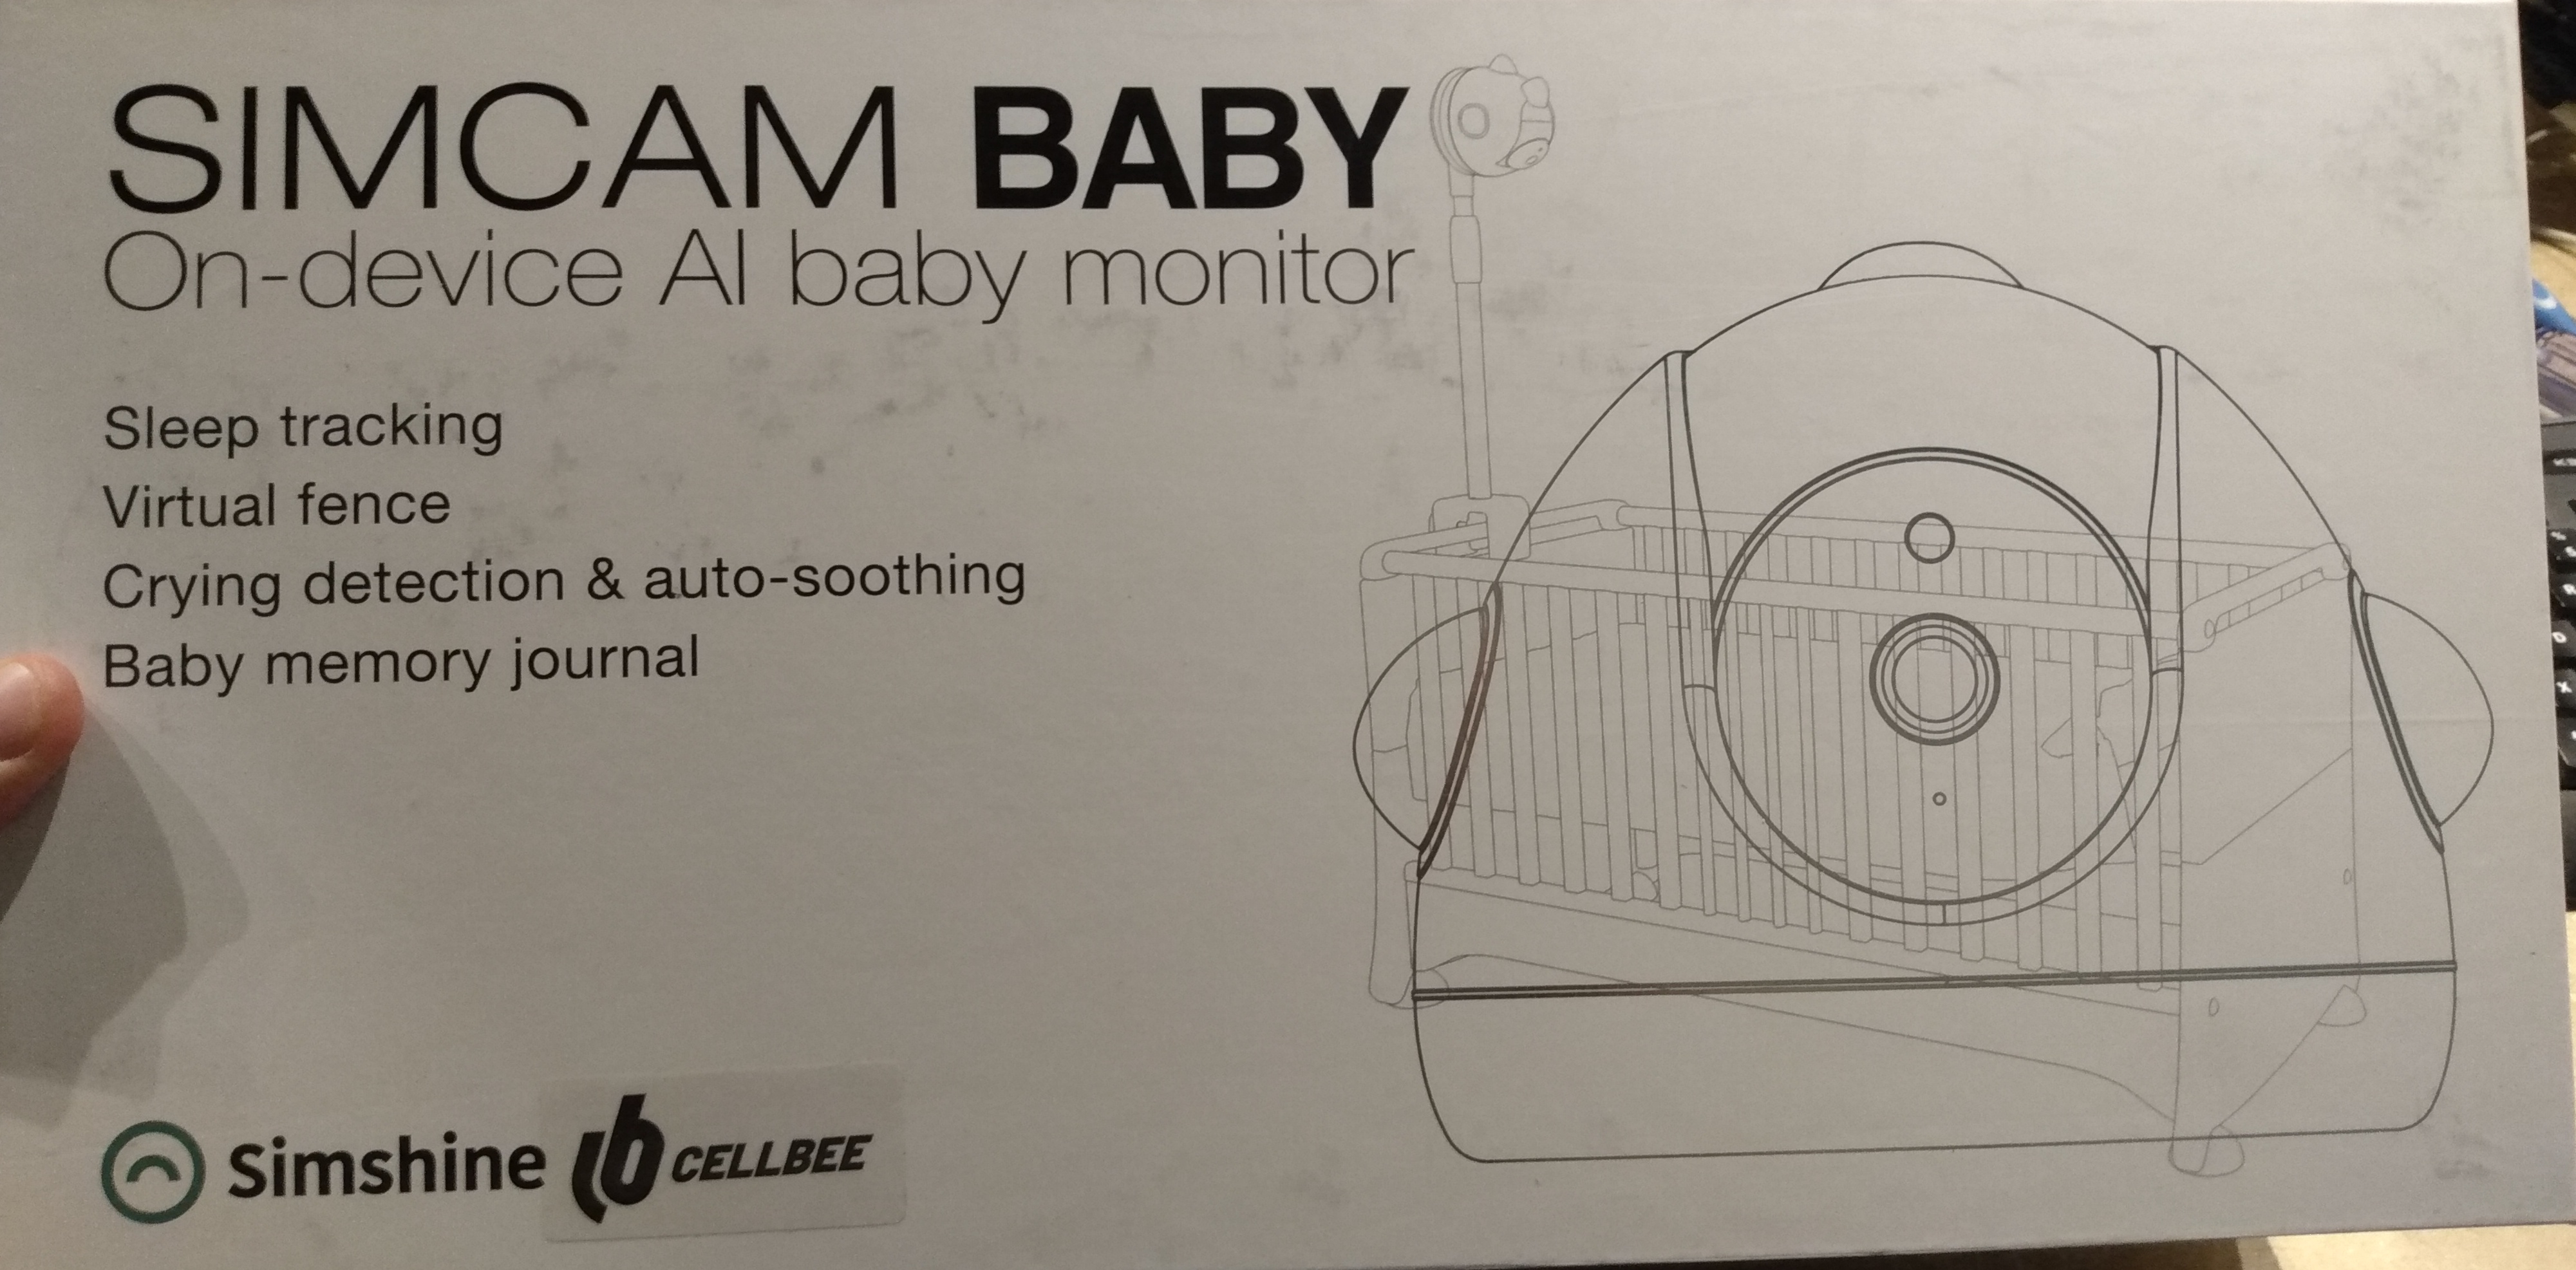 SIMCAM BABY
On-device AI baby monitor
Sleep tracking
Virtual fence
Crying detection & auto-soothing
Baby memory journal
Simshine CELLBEE